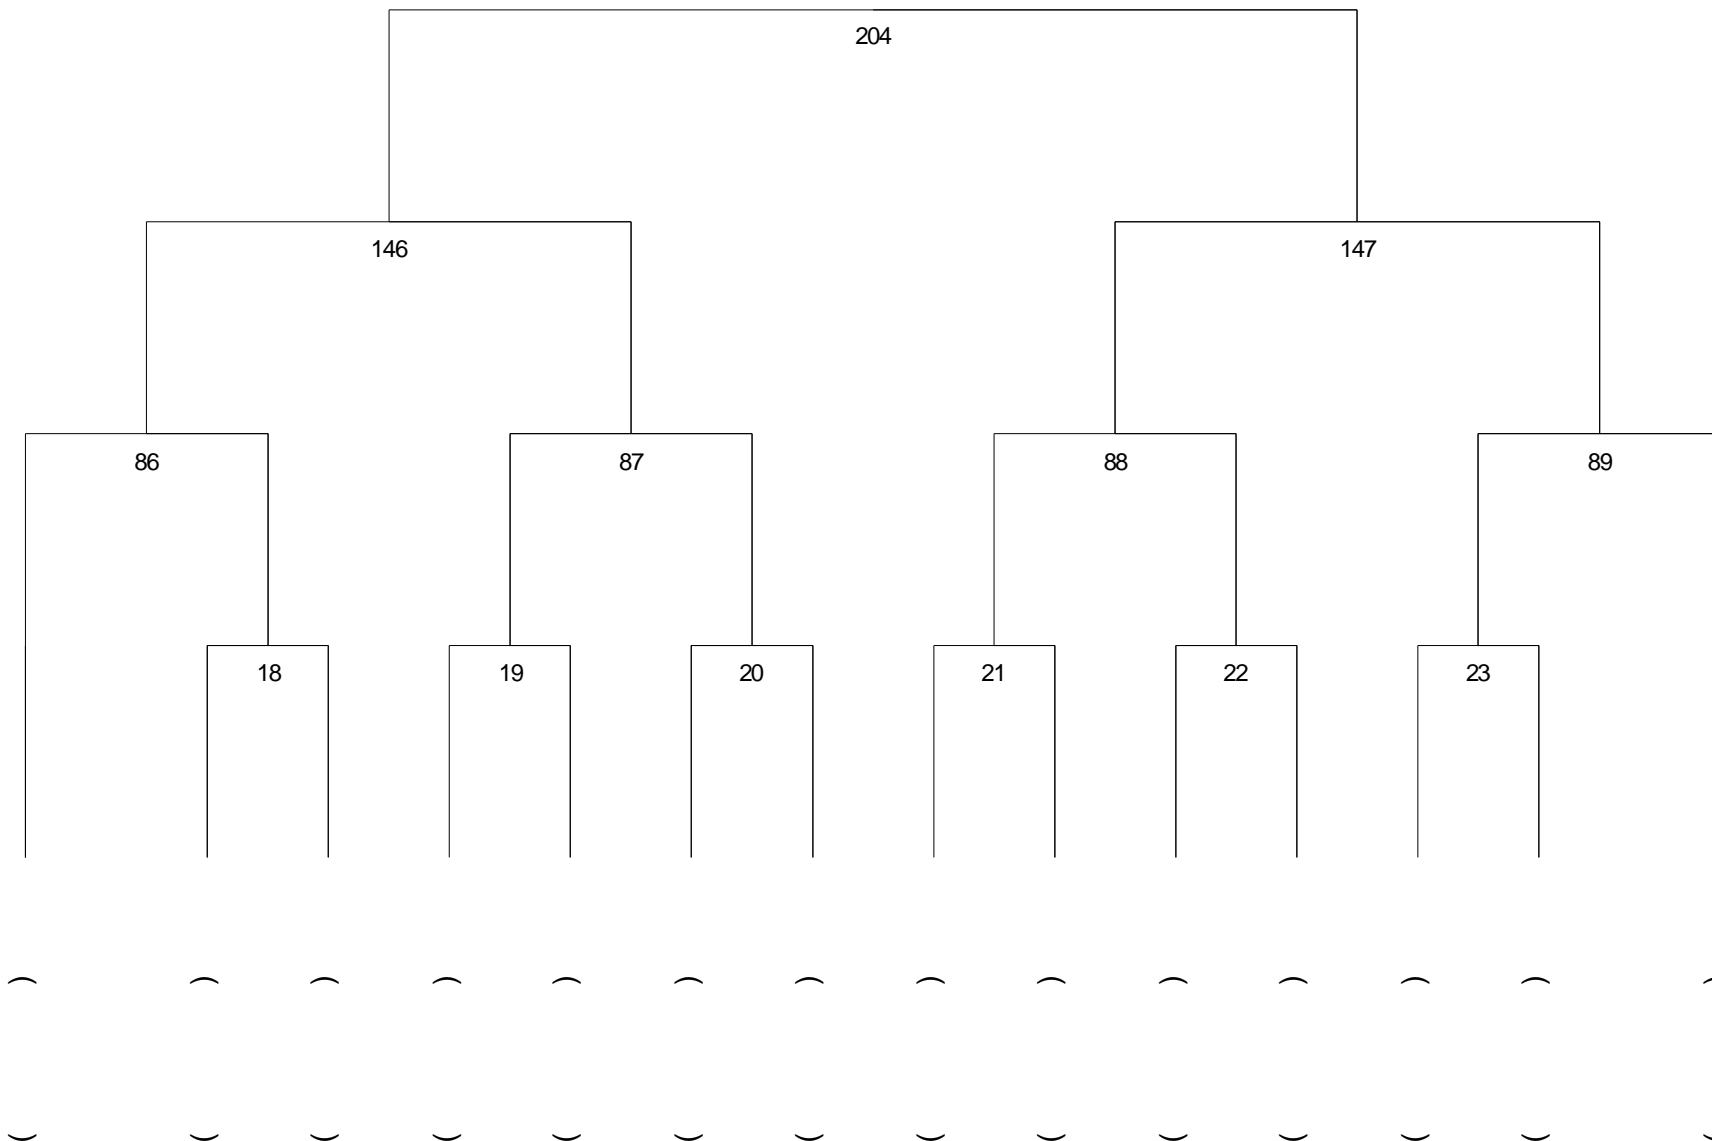 204
146 147
86 87 88 89
18 19 20 21 22 23
︵ ︵ ︵ ︵ ︵ ︵ ︵ ︵ ︵ ︵ ︵ ︵ ︵ ︵
︶ ︶ ︶ ︶ ︶ ︶ ︶ ︶ ︶ ︶ ︶ ︶ ︶ ︶